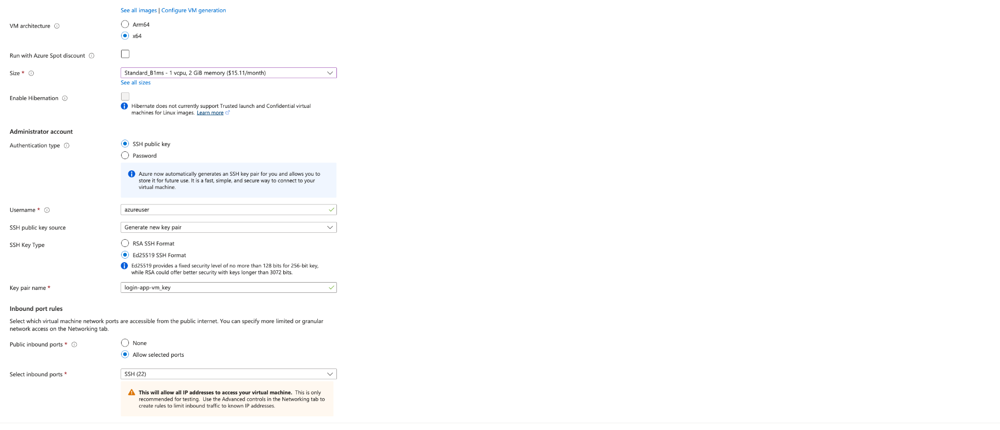 See all images | Configure VM generation
VM architecture
Arm64
x64
Run with Azure Spot discount
Size *
Standard_B1ms - 1 vcpu, 2 GiB memory ($15.11/month)
See all sizes
Enable Hibernation
Hibernate does not currently support Trusted launch and Confidential virtual
machines for Linux images. Learn more
Administrator account
Authentication type
SSH public key
Password
Azure now automatically generates an SSH key pair for you and allows you to
store it for future use. It is a fast, simple, and secure way to connect to your
virtual machine.
Username *
azureuser
SSH public key source
Generate new key pair
SSH Key Type
RSA SSH Format
Ed25519 SSH Format
Ed25519 provides a fixed security level of no more than 128 bits for 256-bit key,
while RSA could offer better security with keys longer than 3072 bits.
Key pair name *
login-app-vm_key
Inbound port rules
Select which virtual machine network ports are accessible from the public internet. You can specify more limited or granular
network access on the Networking tab.
Public inbound ports *
None
Allow selected ports
Select inbound ports *
SSH (22)
This will allow all IP addresses to access your virtual machine. This is only
recommended for testing. Use the Advanced controls in the Networking tab to
create rules to limit inbound traffic to known IP addresses.